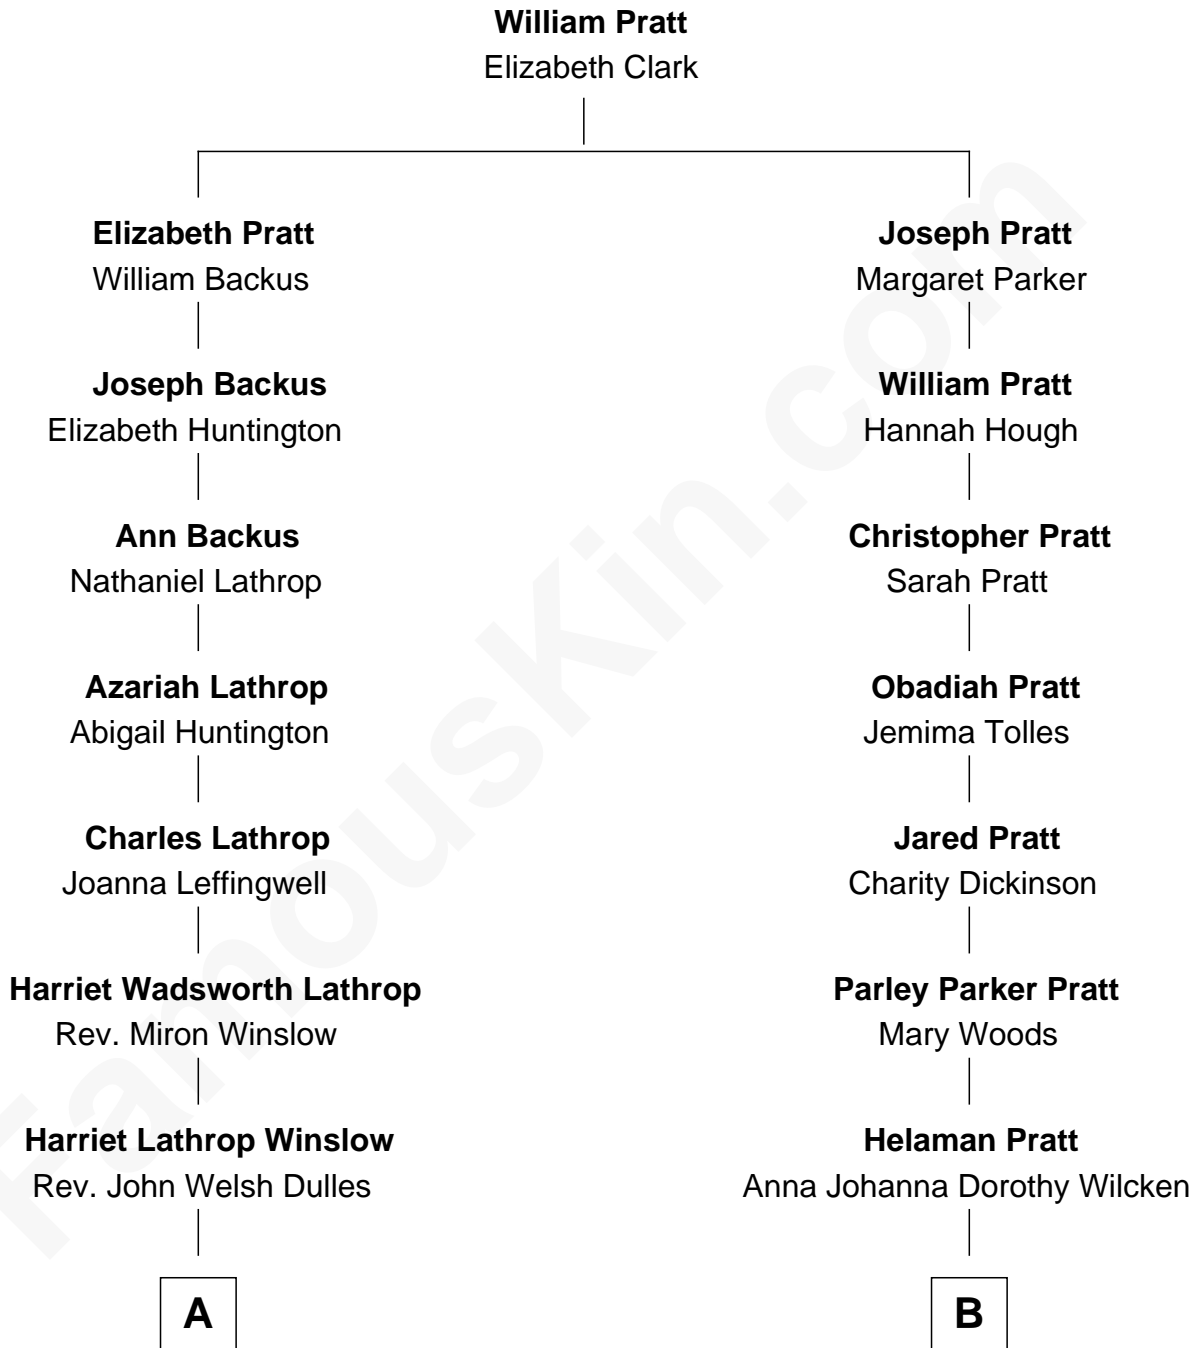 William Pratt
Elizabeth Clark
Elizabeth Pratt
William Backus
Joseph Backus
Elizabeth Huntington
Ann Backus
Nathaniel Lathrop
Azariah Lathrop
Abigail Huntington
Charles Lathrop
Joanna Leffingwell
Harriet Wadsworth Lathrop
Rev. Miron Winslow
Harriet Lathrop Winslow
Rev. John Welsh Dulles
A
Joseph Pratt
Margaret Parker
William Pratt
Hannah Hough
Christopher Pratt
Sarah Pratt
Obadiah Pratt
Jemima Tolles
Jared Pratt
Charity Dickinson
Parley Parker Pratt
Mary Woods
Helaman Pratt
Anna Johanna Dorothy Wilcken
B
FamousKin.com